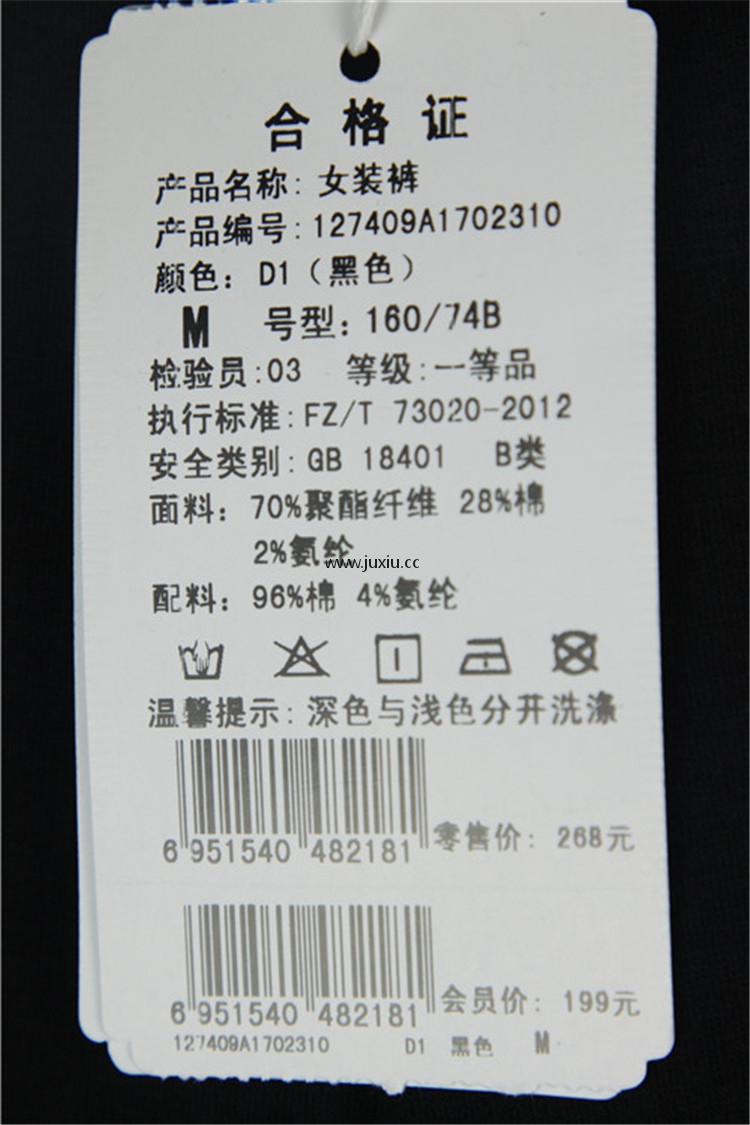 合格证
产品名称: 女装裤
产品编号: 127409A1702310
颜色: D1 (黑色)
M 号型: 160/74B
检验员:03 等级:一等品
执行标准: FZ/T 73020-2012
安全类别: GB 18401 B类
面料: 70%聚酯纤维 28%棉
2%氨纶
www.juxiu.cc
配料: 96%棉 4%氨纶
温馨提示: 深色与浅色分开洗涤
6 951540 482181 零售价: 268元
6 951540 482181 会员价: 199元
127409A1702310 D1 黑色 M